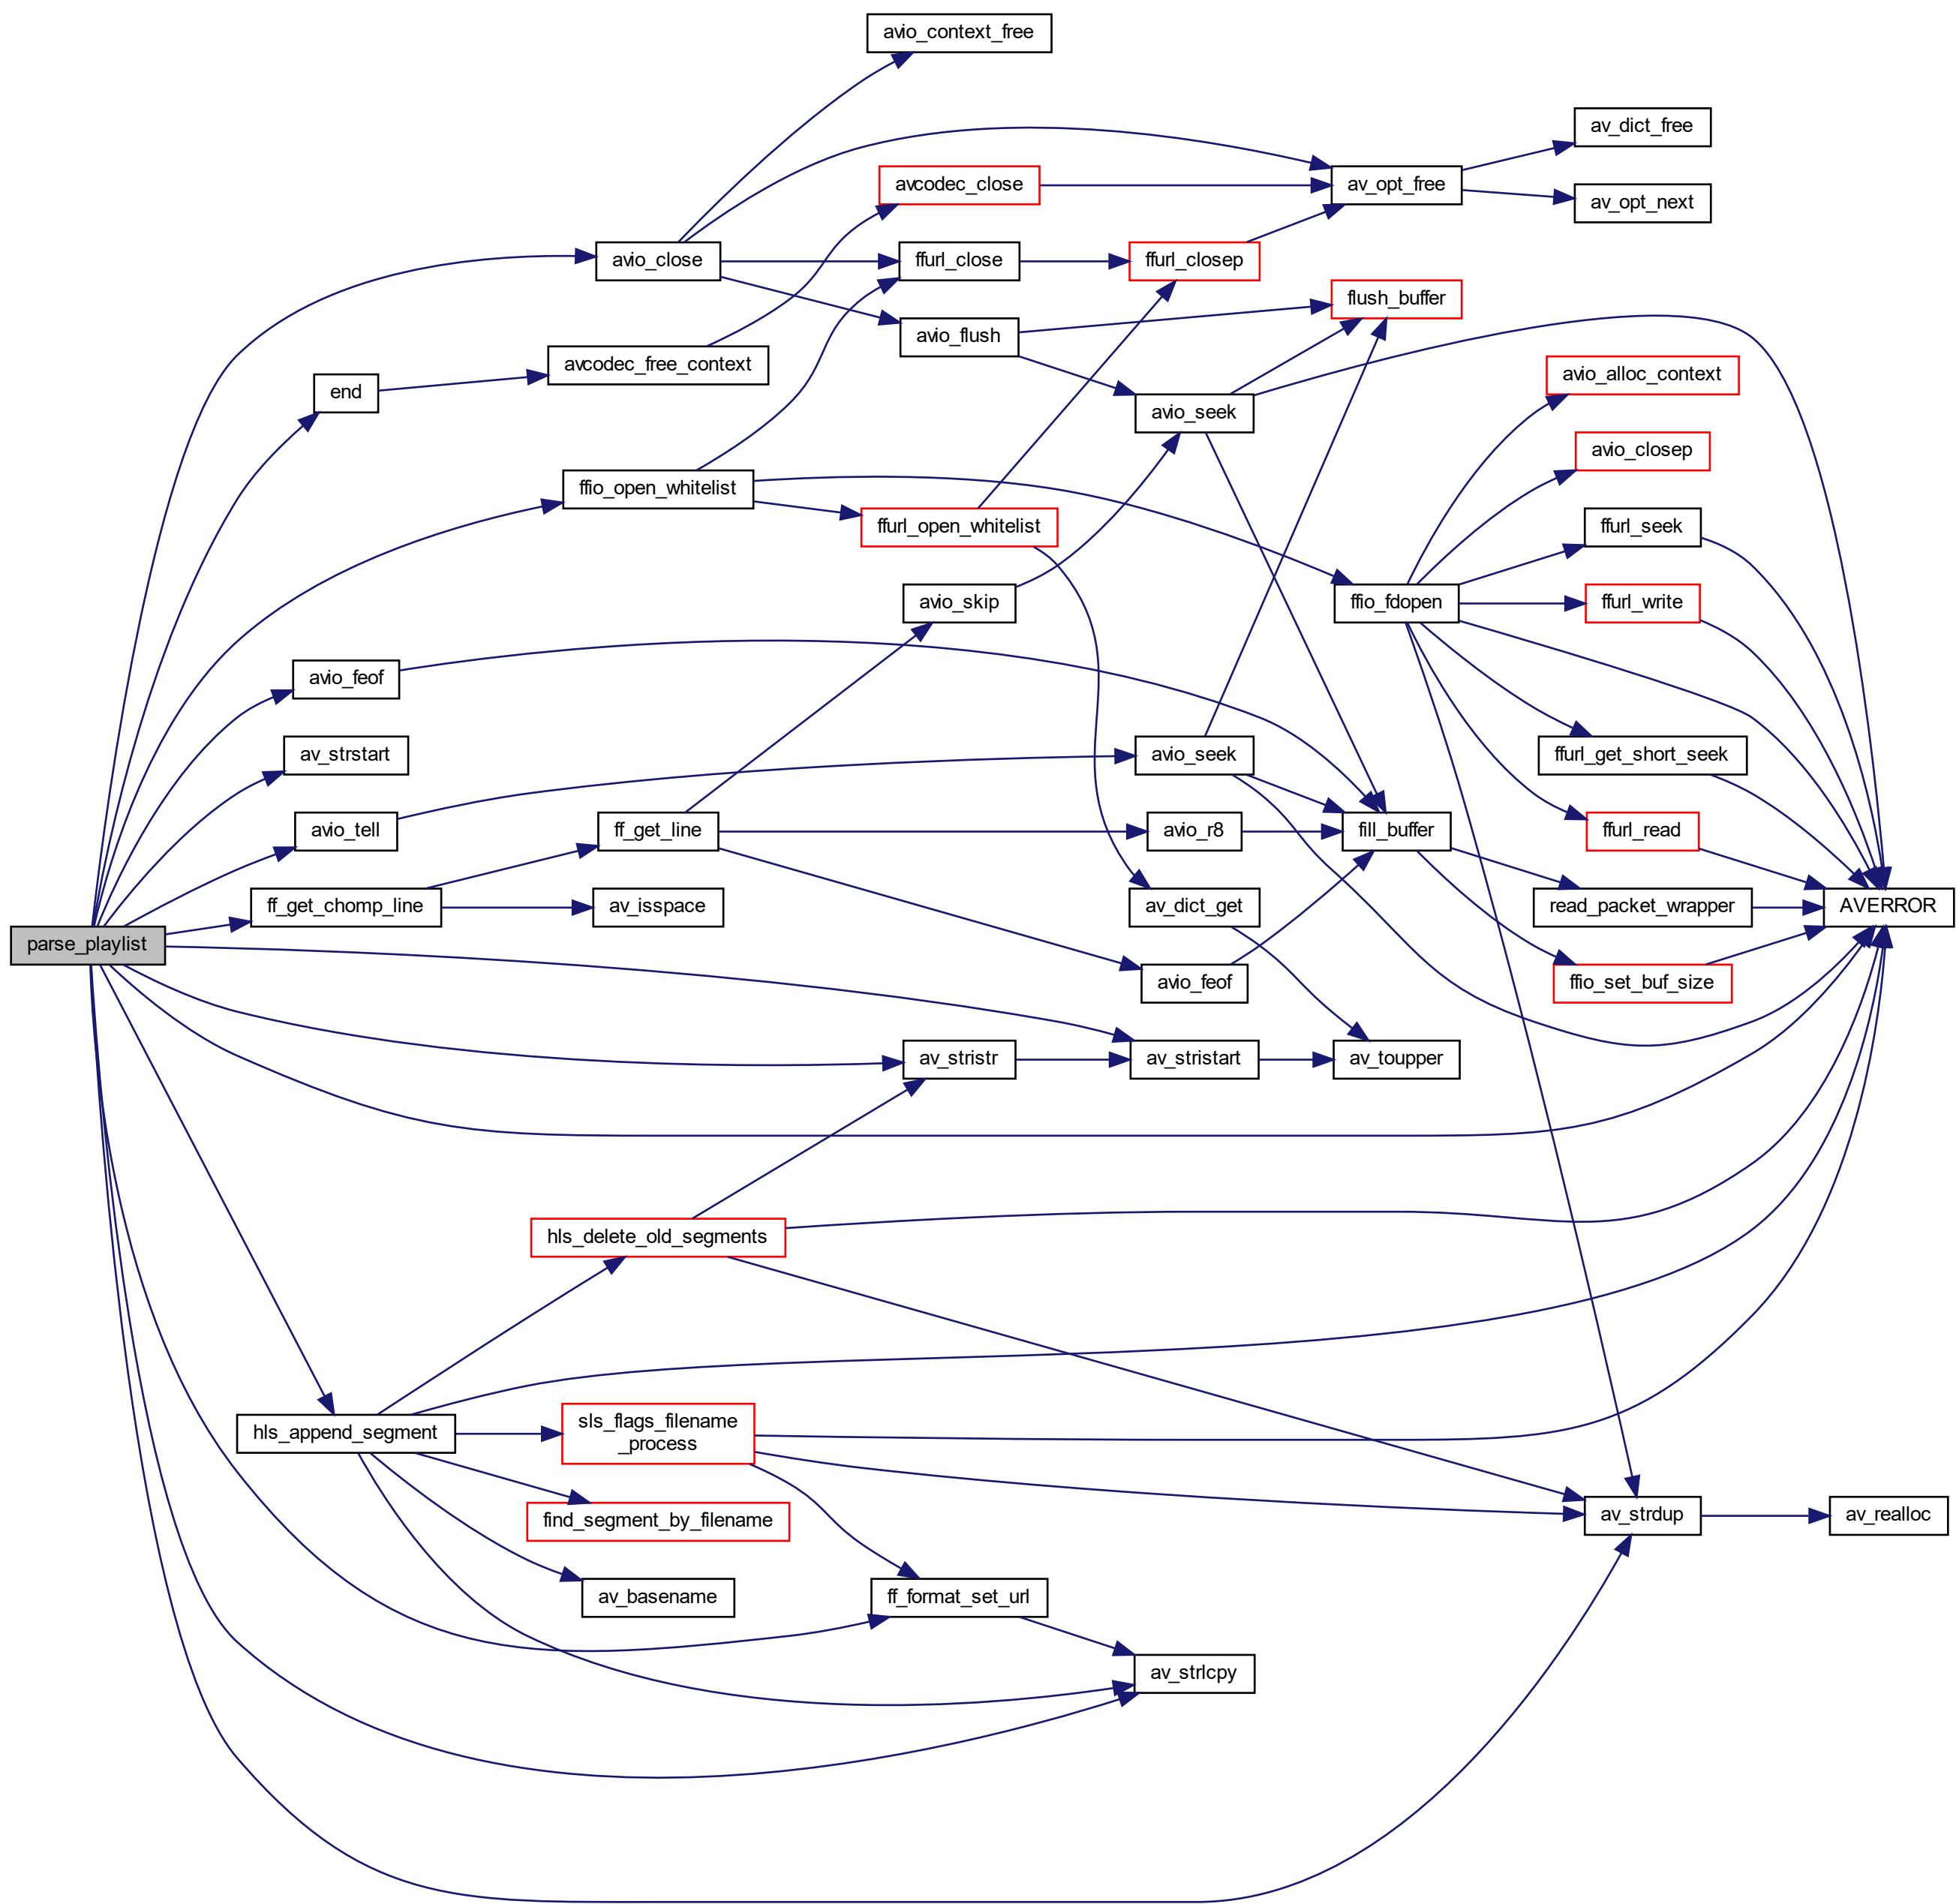 avio_context_free
av_dict_free
avcodec_close
av_opt_free
av_opt_next
avio_close
ffurl_close
ffurl_closep
flush_buffer
avio_flush
avcodec_free_context
end
avio_alloc_context
avio_seek
avio_closep
ffio_open_whitelist
ffurl_open_whitelist
ffurl_seek
avio_skip
ffio_fdopen
ffurl_write
avio_feof
av_strstart
avio_seek
ffurl_get_short_seek
avio_tell
ff_get_line
avio_r8
fill_buffer
ffurl_read
ff_get_chomp_line
av_isspace
av_dict_get
read_packet_wrapper
AVERROR
parse_playlist
avio_feof
ffio_set_buf_size
av_stristr
av_stristart
av_toupper
hls_delete_old_segments
hls_append_segment
sls_flags_filename
_process
find_segment_by_filename
av_strdup
av_realloc
av_basename
ff_format_set_url
av_strlcpy